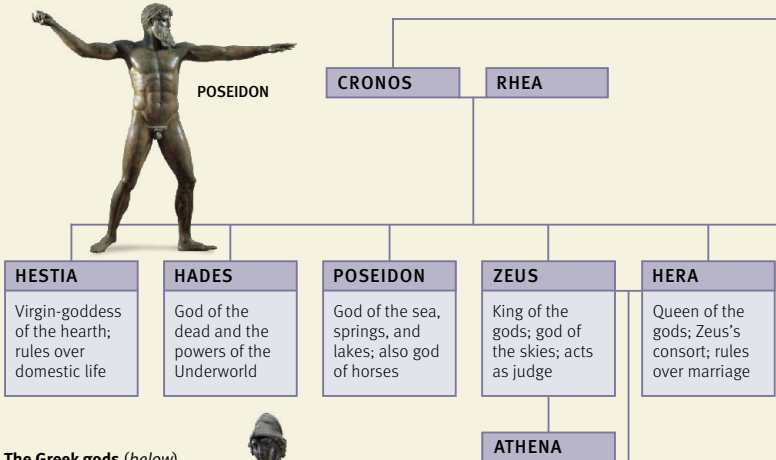 POSEIDON
CRONOS
RHEA
HESTIA
Virgin-goddess
of the hearth;
rules over
domestic life
HADES
God of the
dead and the
powers of the
Underworld
POSEIDON
God of the sea,
springs, and
lakes; also god
of horses
ZEUS
King of the
gods; god of
the skies; acts
as judge
HERA
Queen of the
gods; Zeus’s
consort; rules
over marriage
ATHENA
The Greek gods (below)